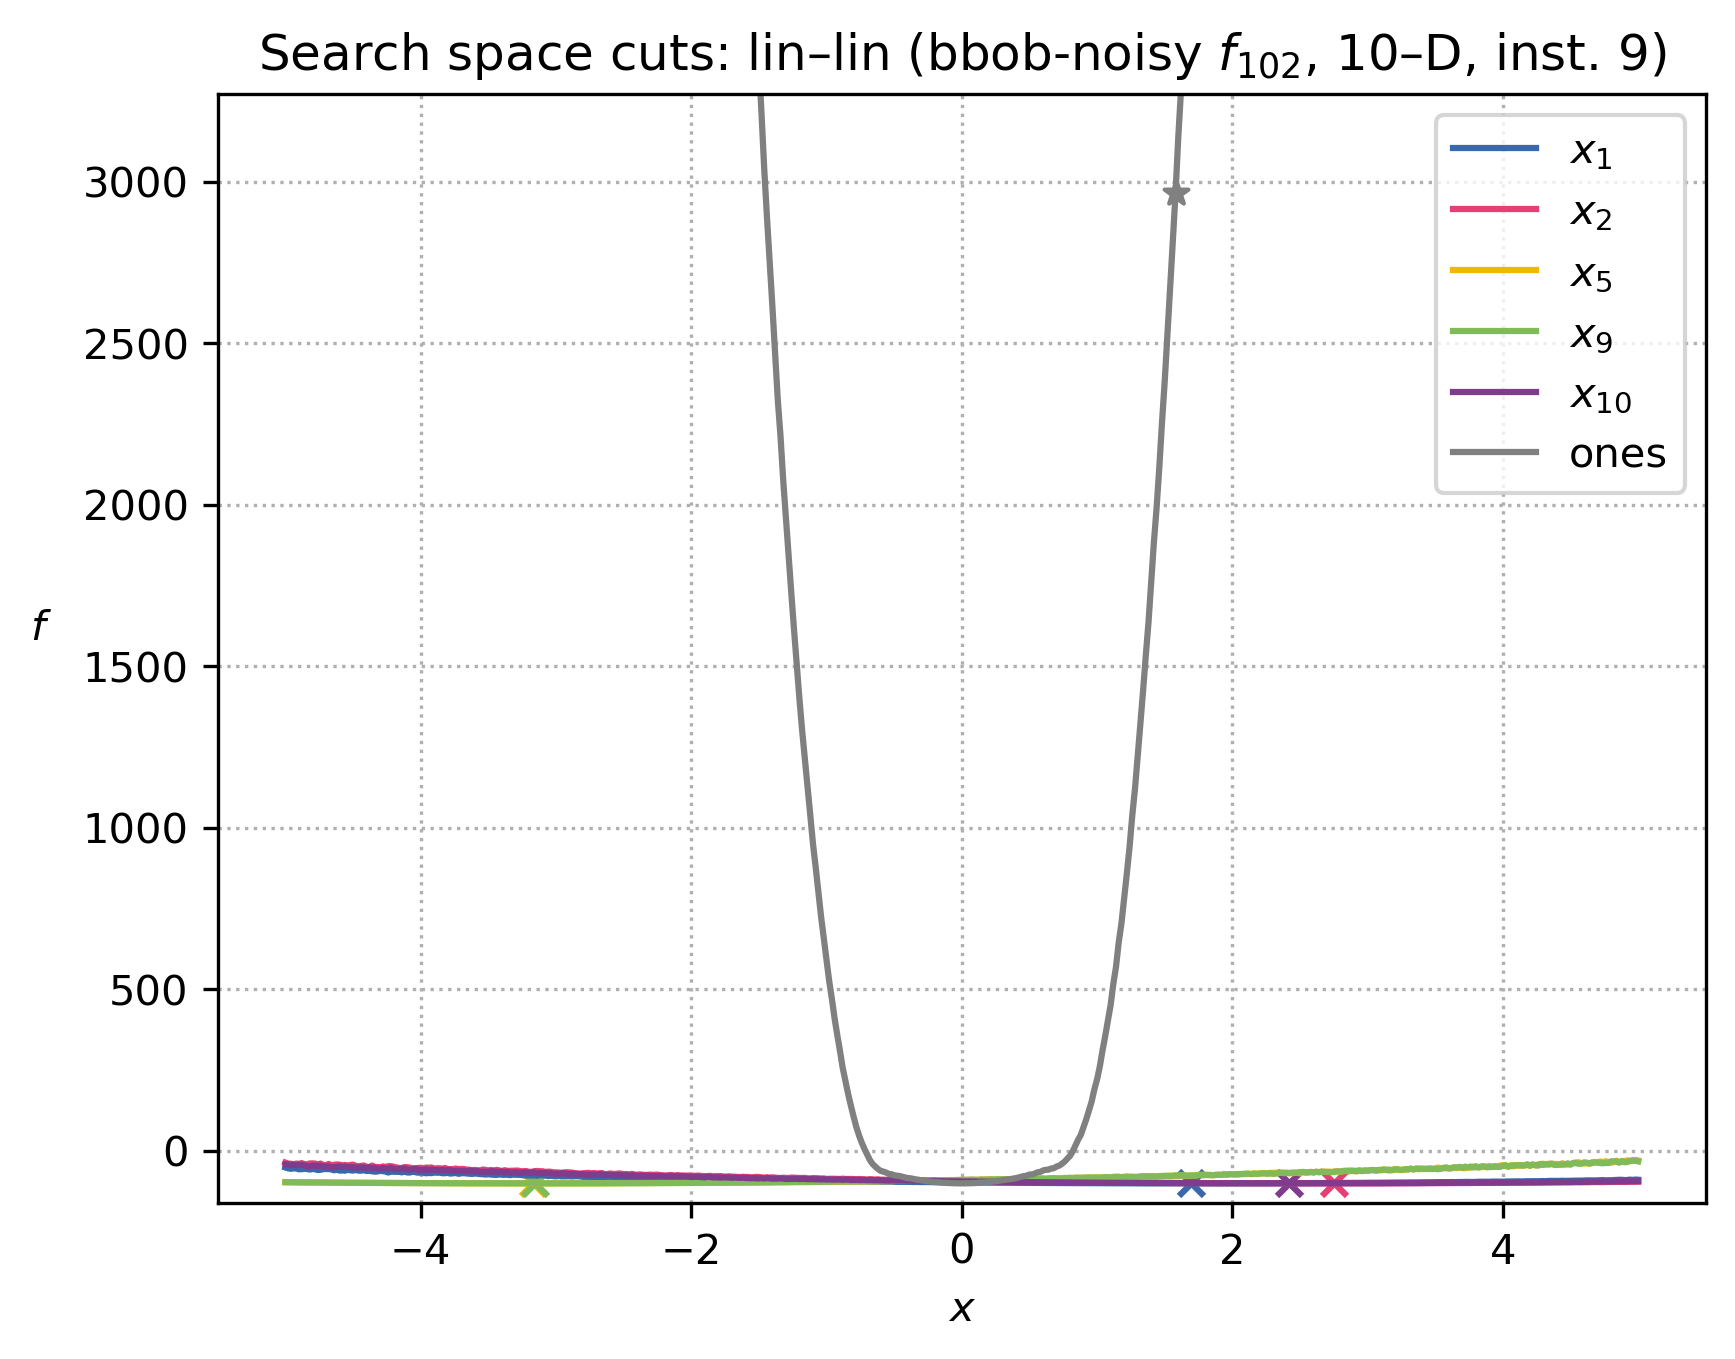 Search space cuts: lin–lin (bbob-noisy f₁₀₂, 10–D, inst. 9)
x₁
x₂
x₅
x₉
x₁₀
ones
3000
2500
2000
1500
1000
500
0
f
−4
−2
0
2
4
x